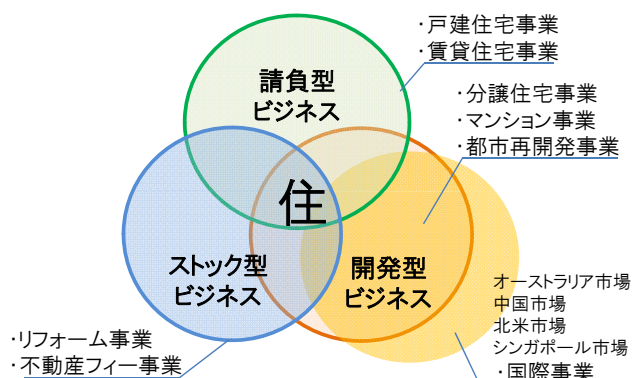 ・戸建住宅事業
・賃貸住宅事業
請負型
ビジネス
・分譲住宅事業
・マンション事業
・都市再開発事業
住
ストック型
ビジネス
開発型
ビジネス
オーストラリア市場
中国市場
北米市場
シンガポール市場
・国際事業
・リフォーム事業
・不動産フィー事業